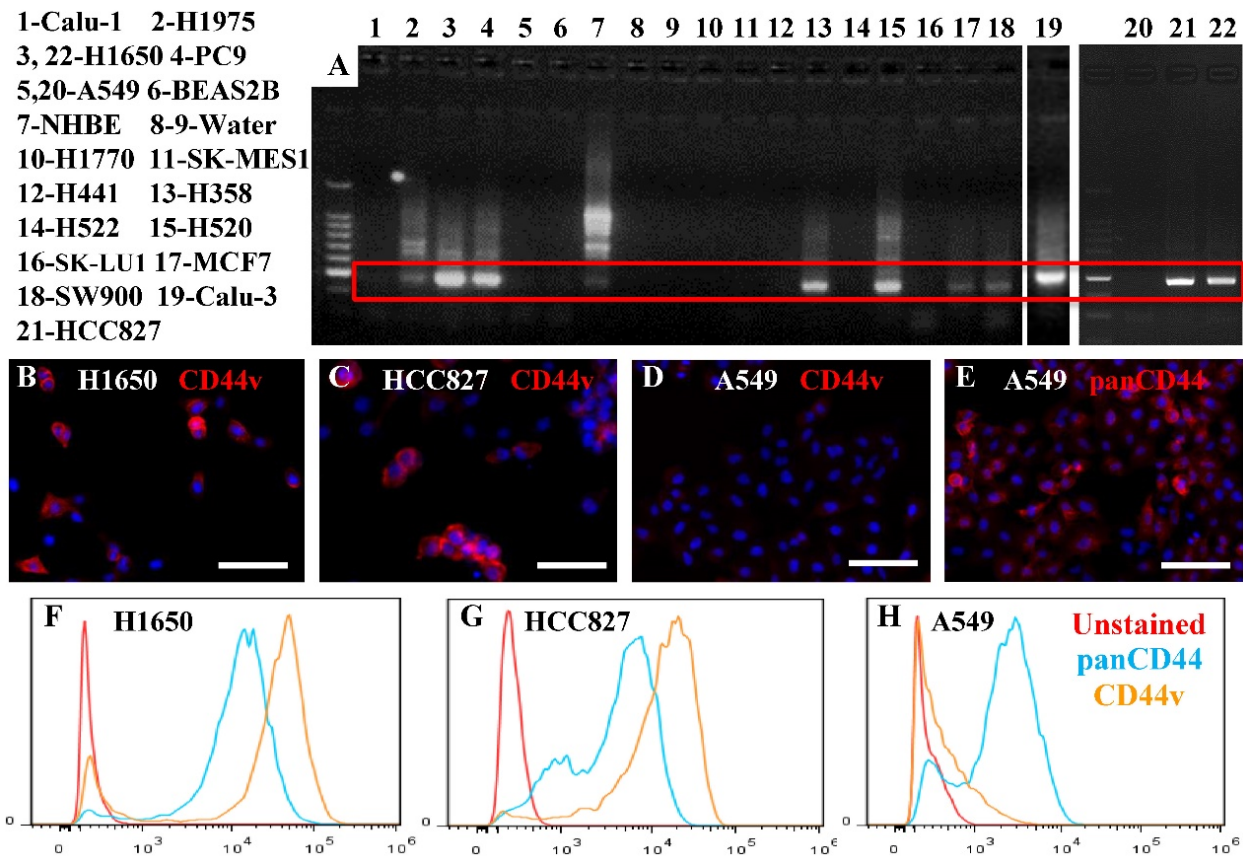 1-Calu-1 2-H1975
3, 22-H1650 4-PC9
5,20-A549 6-BEAS2B
7-NHBE 8-9-Water
10-H1770 11-SK-MES1
12-H441 13-H358
14-H522 15-H520
16-SK-LU1 17-MCF7
18-SW900 19-Calu-3
21-HCC827
1 2 3 4 5 6 7 8 9 10 11 12 13 14 15 16 17 18 19 20 21 22
A
B H1650 CD44v
C HCC827 CD44v
D A549 CD44v
E A549 panCD44
F H1650
0
0 10³ 10⁴ 10⁵ 10⁶
G HCC827
0
0 10³ 10⁴ 10⁵ 10⁶
H A549
Unstained
panCD44
CD44v
0
0 10³ 10⁴ 10⁵ 10⁶